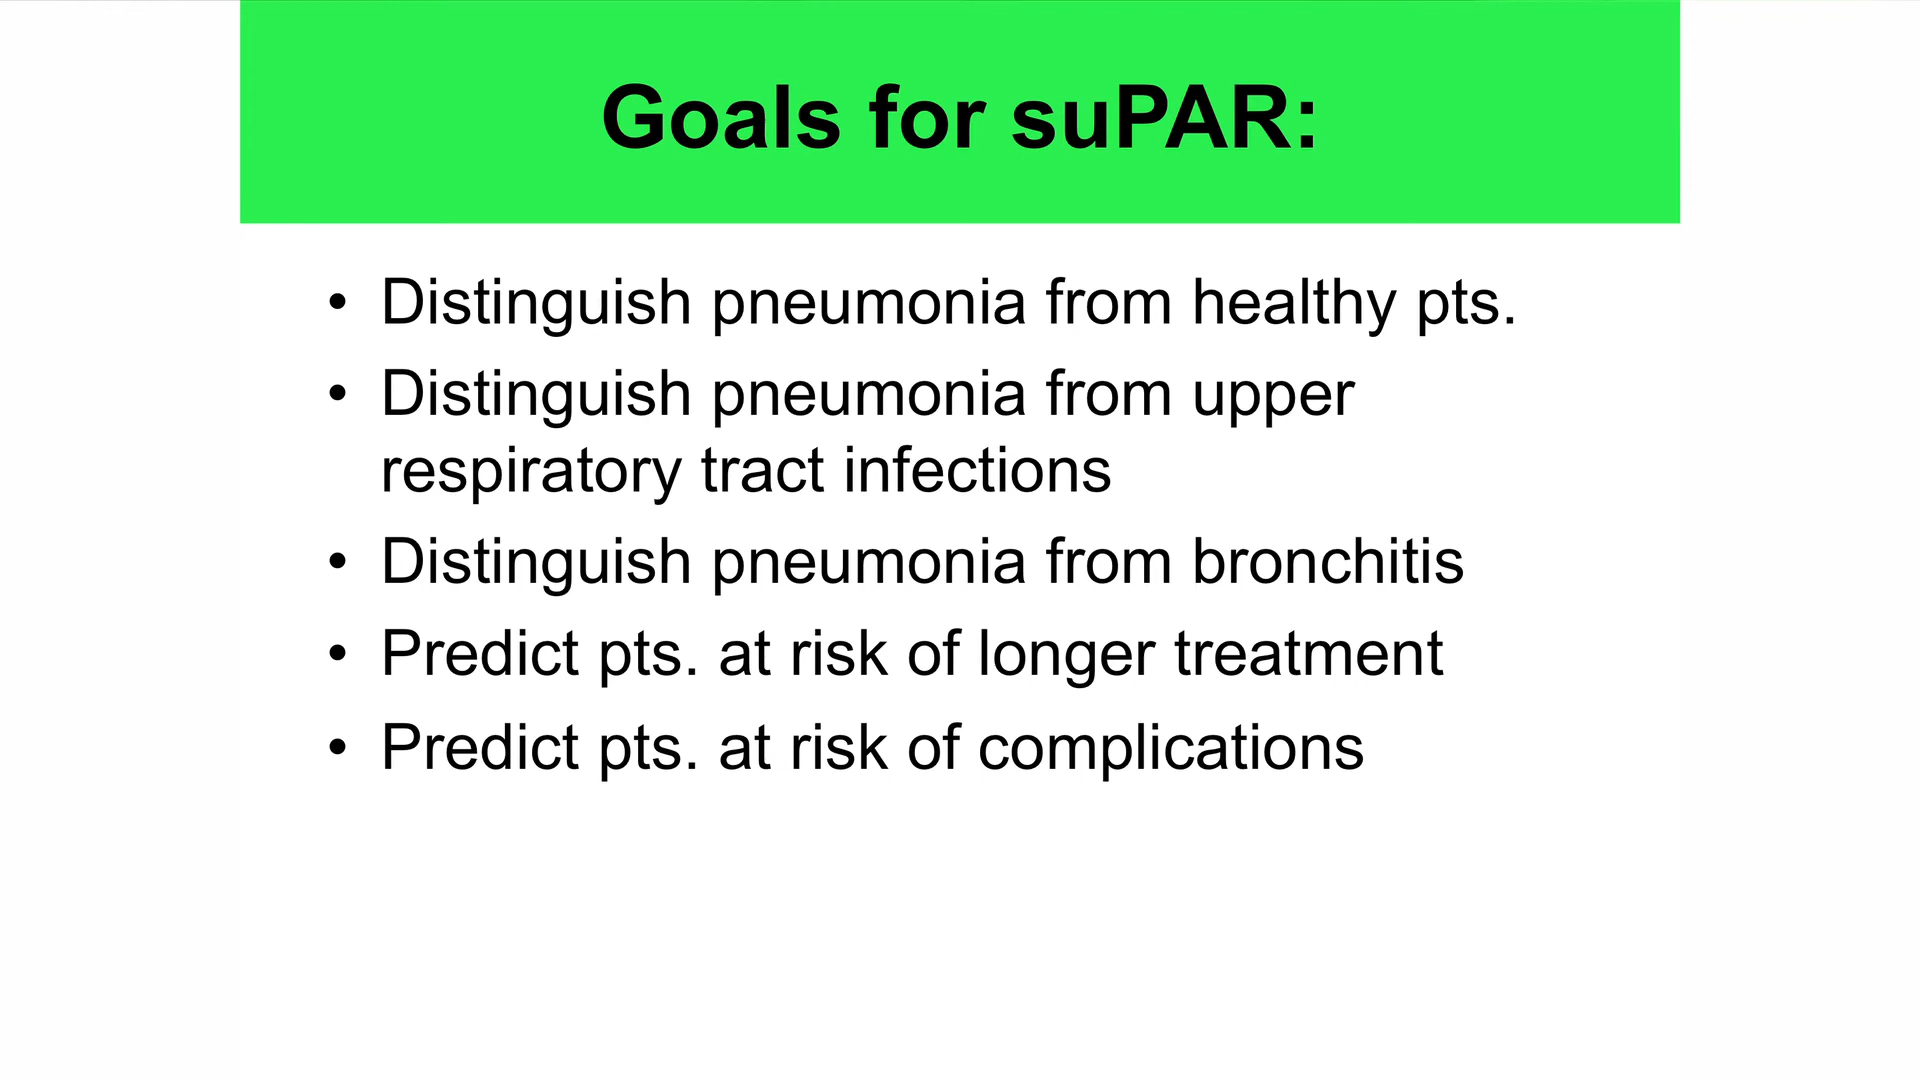 Goals for suPAR:
• Distinguish pneumonia from healthy pts.
• Distinguish pneumonia from upper
respiratory tract infections
• Distinguish pneumonia from bronchitis
• Predict pts. at risk of longer treatment
• Predict pts. at risk of complications